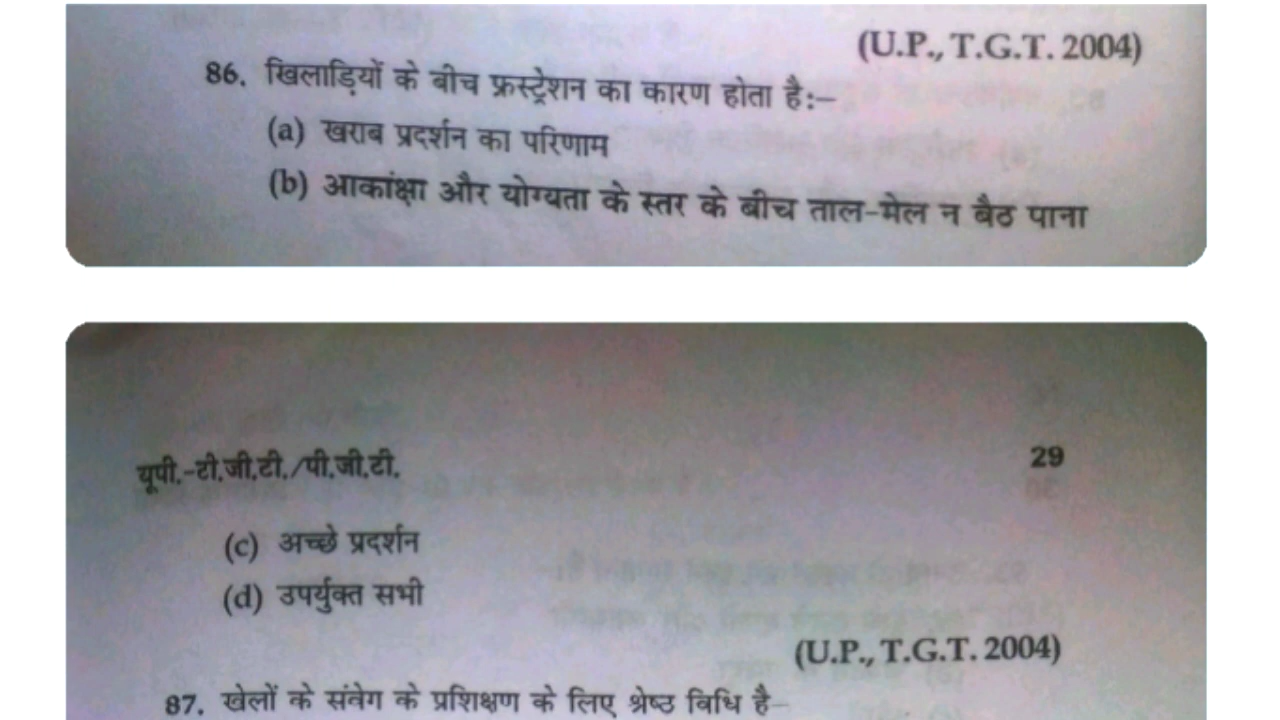 (U.P., T.G.T. 2004)
86. खिलाड़ियों के बीच फ्रस्ट्रेशन का कारण होता है:–
(a) खराब प्रदर्शन का परिणाम
(b) आकांक्षा और योग्यता के स्तर के बीच ताल-मेल न बैठ पाना
यूपी.-टी.जी.टी./पी.जी.टी. 29
(c) अच्छे प्रदर्शन
(d) उपर्युक्त सभी
(U.P., T.G.T. 2004)
87. खेलों के संवेग के प्रशिक्षण के लिए श्रेष्ठ विधि है–